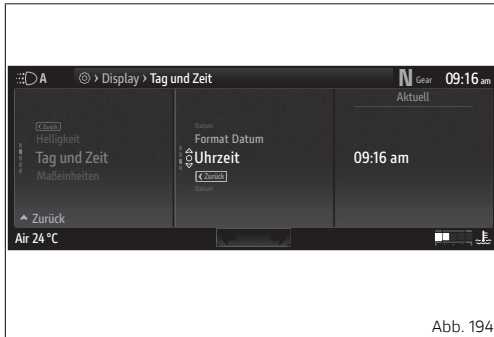 A Display › Tag und Zeit N Gear 09:16 am
Aktuell
‹ Zurück
Helligkeit
Tag und Zeit
Maßeinheiten
Zurück
Datum
Format Datum
Uhrzeit
‹ Zurück
Datum
09:16 am
Air 24 °C
Abb. 194